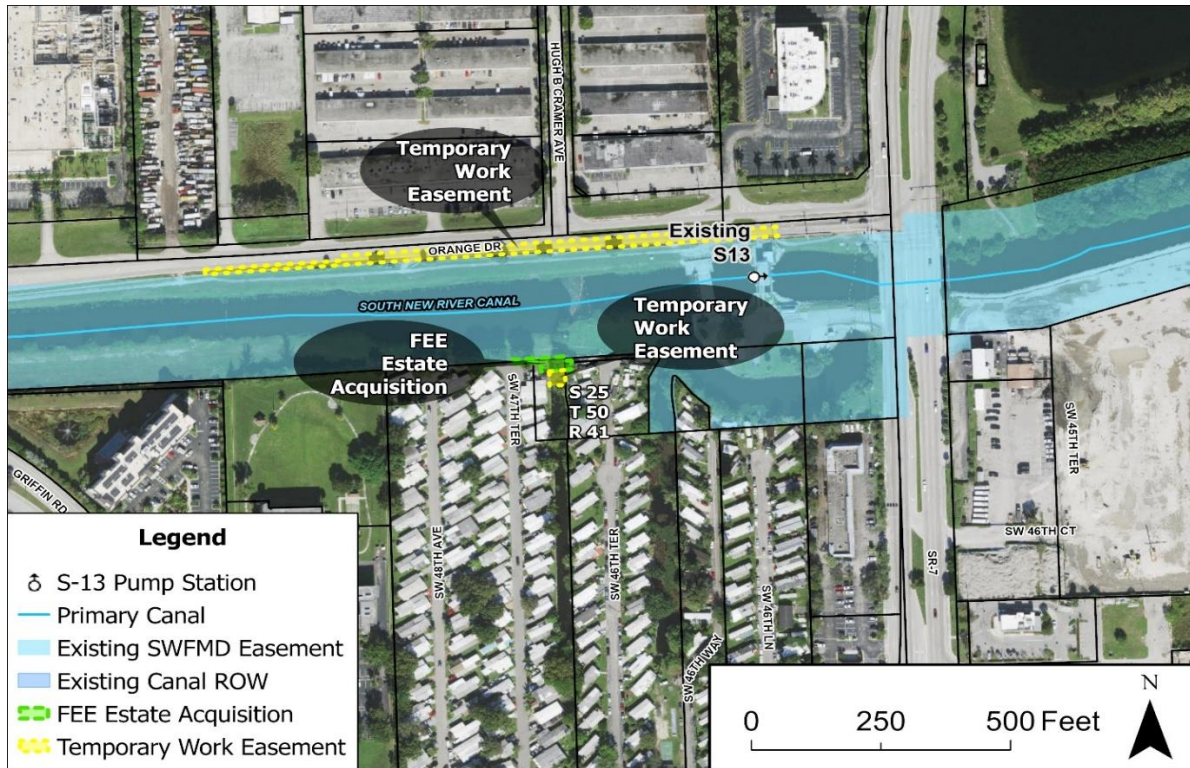 HUGH B CRAMER AVE
Temporary
Work
Easement
ORANGE DR
Existing
S13
SOUTH NEW RIVER CANAL
Temporary
Work
Easement
FEE
Estate
Acquisition
S 25
T 50
R 41
SW 47TH TER
SW 48TH AVE
SW 46TH TER
SW 46TH WAY
SW 46TH LN
SR-7
SW 45TH TER
SW 46TH CT
GRIFFIN RD
Legend
S-13 Pump Station
Primary Canal
Existing SWFMD Easement
Existing Canal ROW
FEE Estate Acquisition
Temporary Work Easement
0 250 500 Feet
N